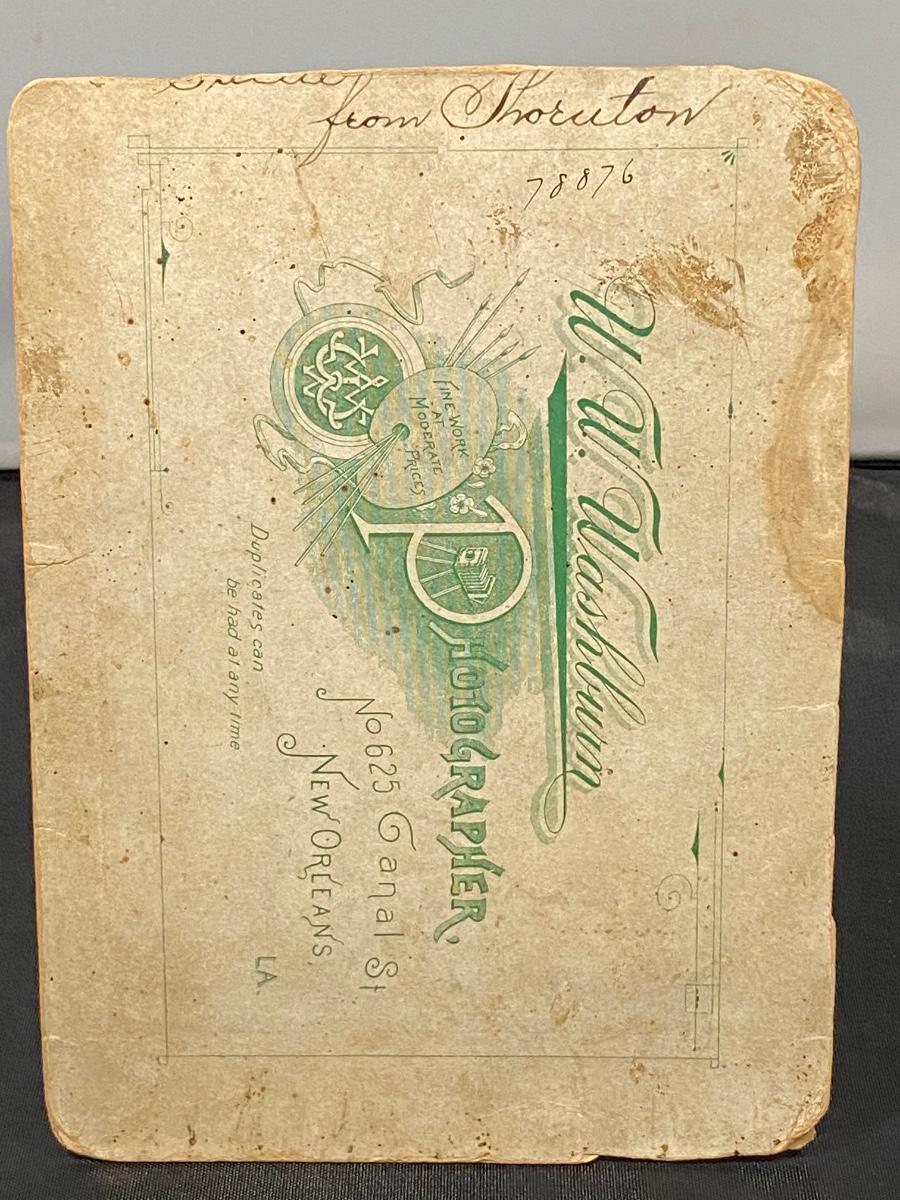 from Thornton
78876
W. W. Washburn
FINE WORK
AT
MODERATE
PRICES
PHOTOGRAPHER,
No 625 Canal St
NEW ORLEANS
LA.
Duplicates can
be had at any time